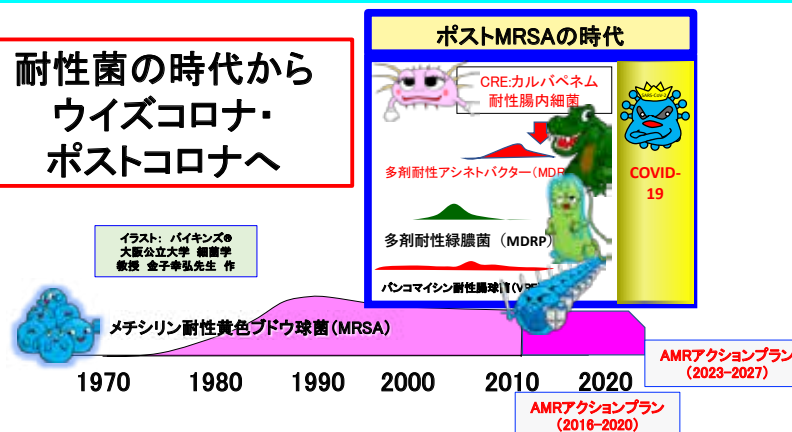 耐性菌の時代から
ウイズコロナ・
ポストコロナへ
ポストMRSAの時代
CRE:カルバペネム
耐性腸内細菌
多剤耐性アシネトバクター(MDR
多剤耐性緑膿菌 (MDRP)
バンコマイシン耐性腸球菌(VRE
COVID-
19
イラスト: バイキンズ®
大阪公立大学 細菌学
教授 金子幸弘先生 作
メチシリン耐性黄色ブドウ球菌(MRSA)
1970 1980 1990 2000 2010 2020
AMRアクションプラン
(2023-2027)
AMRアクションプラン
(2016-2020)